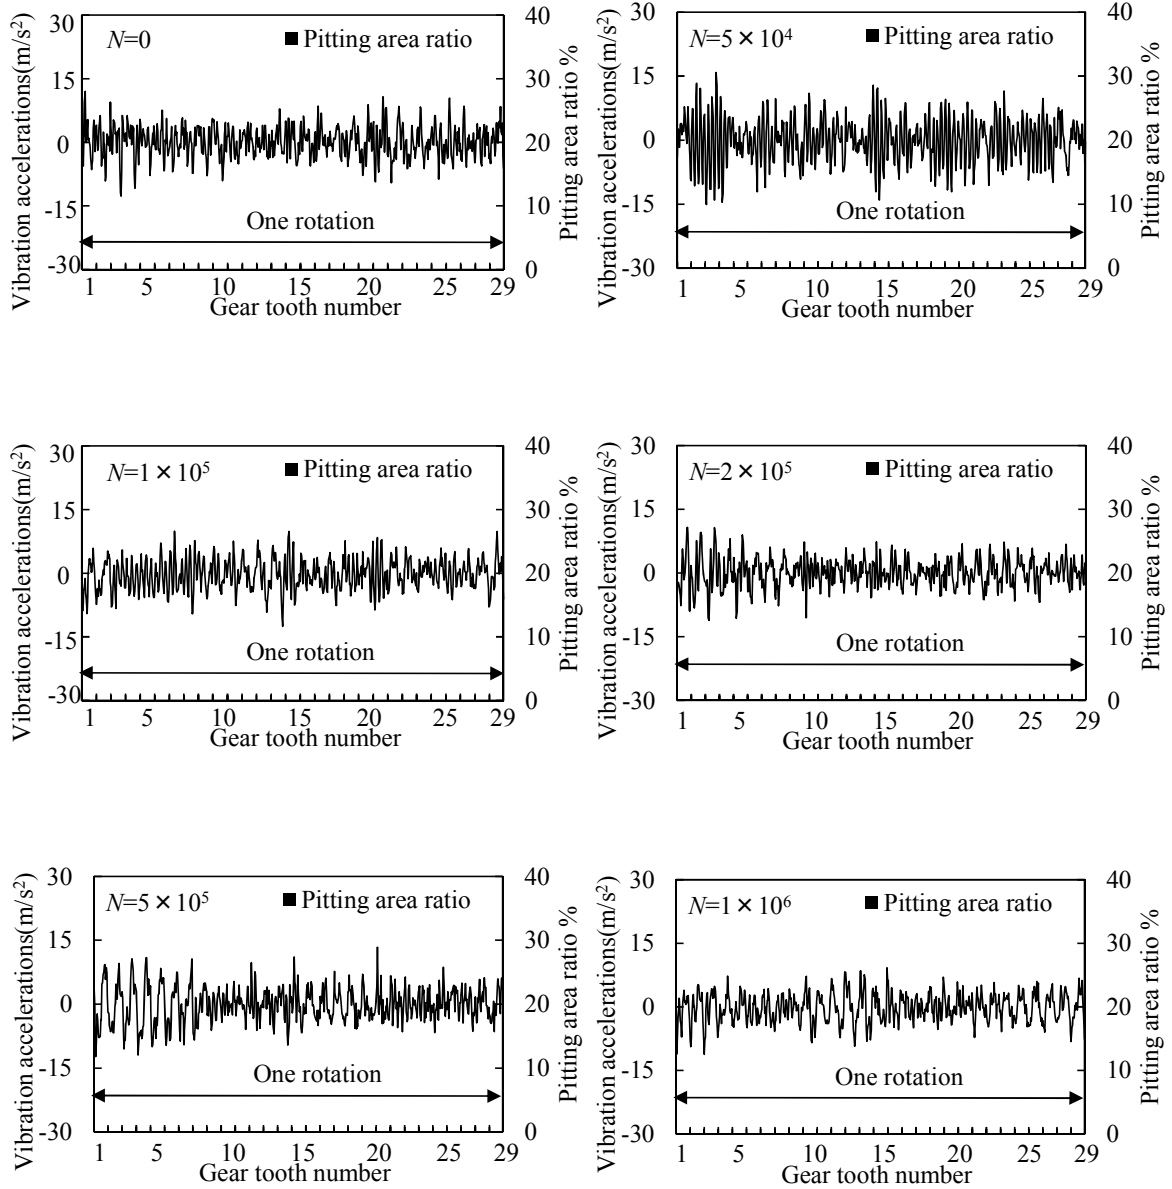 Vibration accelerations(m/s²)
30
15
0
-15
-30
N=0
Pitting area ratio
One rotation
1 5 10 15 20 25 29
Gear tooth number
40
30
20
10
0
Pitting area ratio %
Vibration accelerations(m/s²)
30
15
0
-15
-30
N=5 × 10⁴
Pitting area ratio
One rotation
1 5 10 15 20 25 29
Gear tooth number
40
30
20
10
0
Pitting area ratio %
Vibration accelerations(m/s²)
30
15
0
-15
-30
N=1 × 10⁵
Pitting area ratio
One rotation
1 5 10 15 20 25 29
Gear tooth number
40
30
20
10
0
Pitting area ratio %
Vibration accelerations(m/s²)
30
15
0
-15
-30
N=2 × 10⁵
Pitting area ratio
One rotation
1 5 10 15 20 25 29
Gear tooth number
40
30
20
10
0
Pitting area ratio %
Vibration accelerations(m/s²)
30
15
0
-15
-30
N=5 × 10⁵
Pitting area ratio
One rotation
1 5 10 15 20 25 29
Gear tooth number
40
30
20
10
0
Pitting area ratio %
Vibration accelerations(m/s²)
30
15
0
-15
-30
N=1 × 10⁶
Pitting area ratio
One rotation
1 5 10 15 20 25 29
Gear tooth number
40
30
20
10
0
Pitting area ratio %